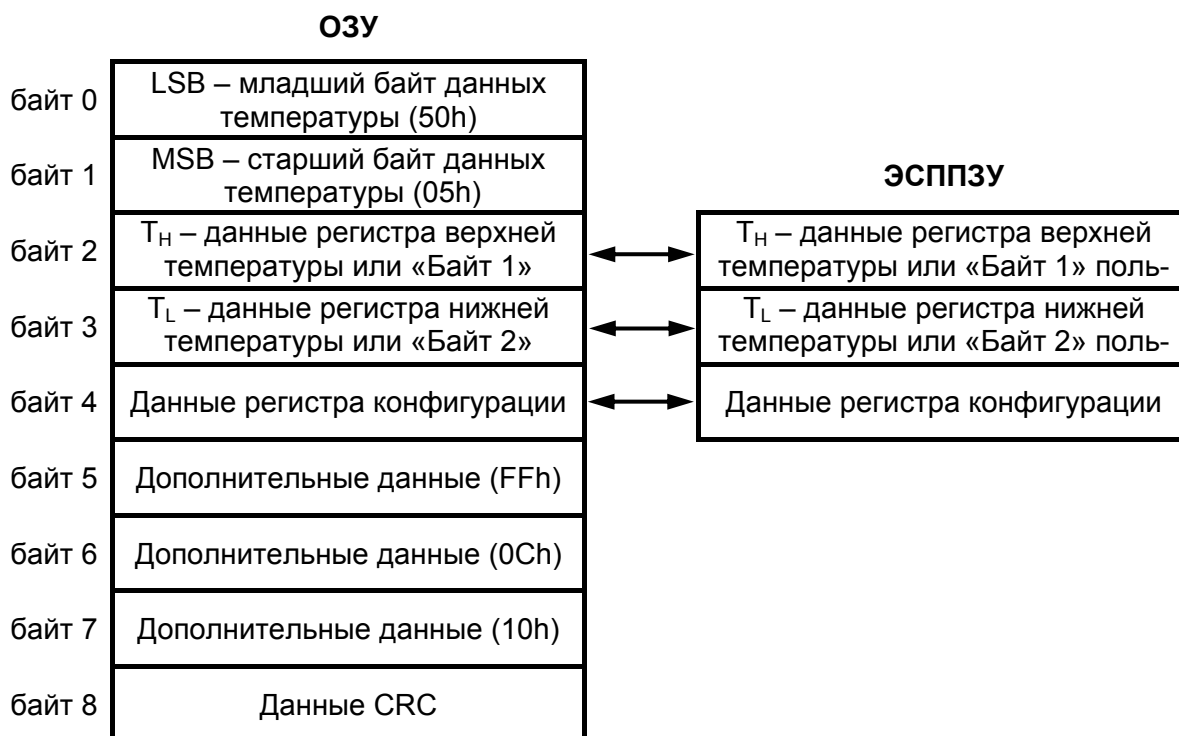 ОЗУ
байт 0
LSB – младший байт данных
температуры (50h)
байт 1
MSB – старший байт данных
температуры (05h)
ЭСППЗУ
байт 2
TH – данные регистра верхней
температуры или «Байт 1»
TH – данные регистра верхней
температуры или «Байт 1» поль-
байт 3
TL – данные регистра нижней
температуры или «Байт 2»
TL – данные регистра нижней
температуры или «Байт 2» поль-
байт 4
Данные регистра конфигурации
Данные регистра конфигурации
байт 5
Дополнительные данные (FFh)
байт 6
Дополнительные данные (0Ch)
байт 7
Дополнительные данные (10h)
байт 8
Данные CRC